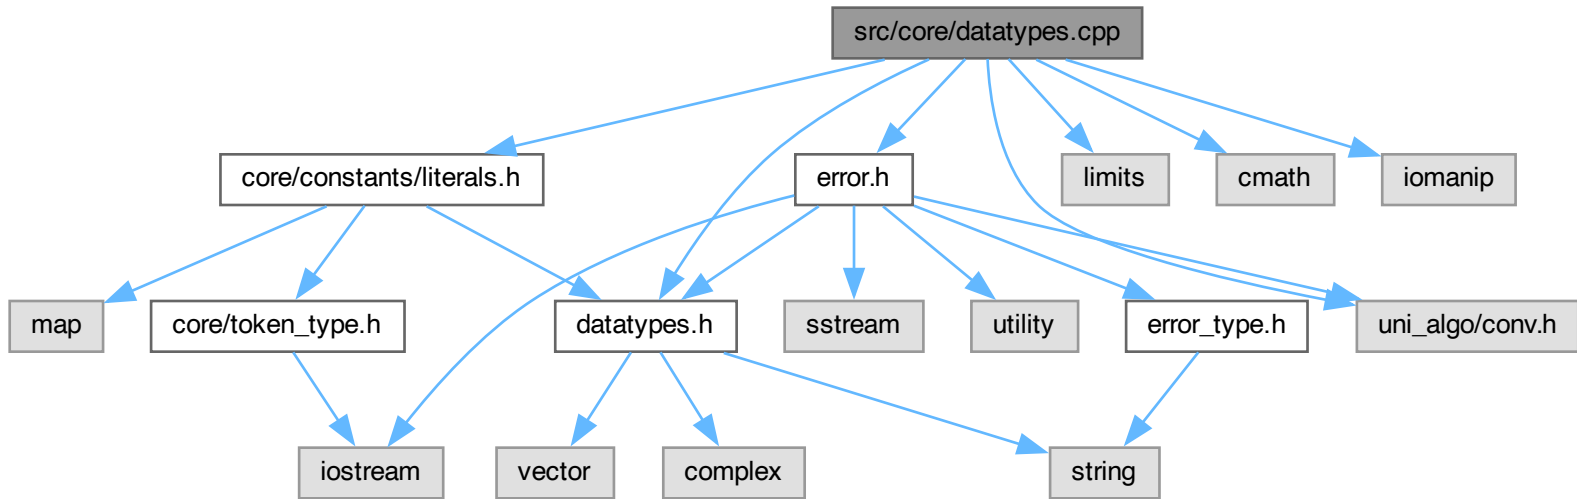 src/core/datatypes.cpp
core/constants/literals.h
error.h
limits
cmath
iomanip
map
core/token_type.h
datatypes.h
sstream
utility
error_type.h
uni_algo/conv.h
iostream
vector
complex
string